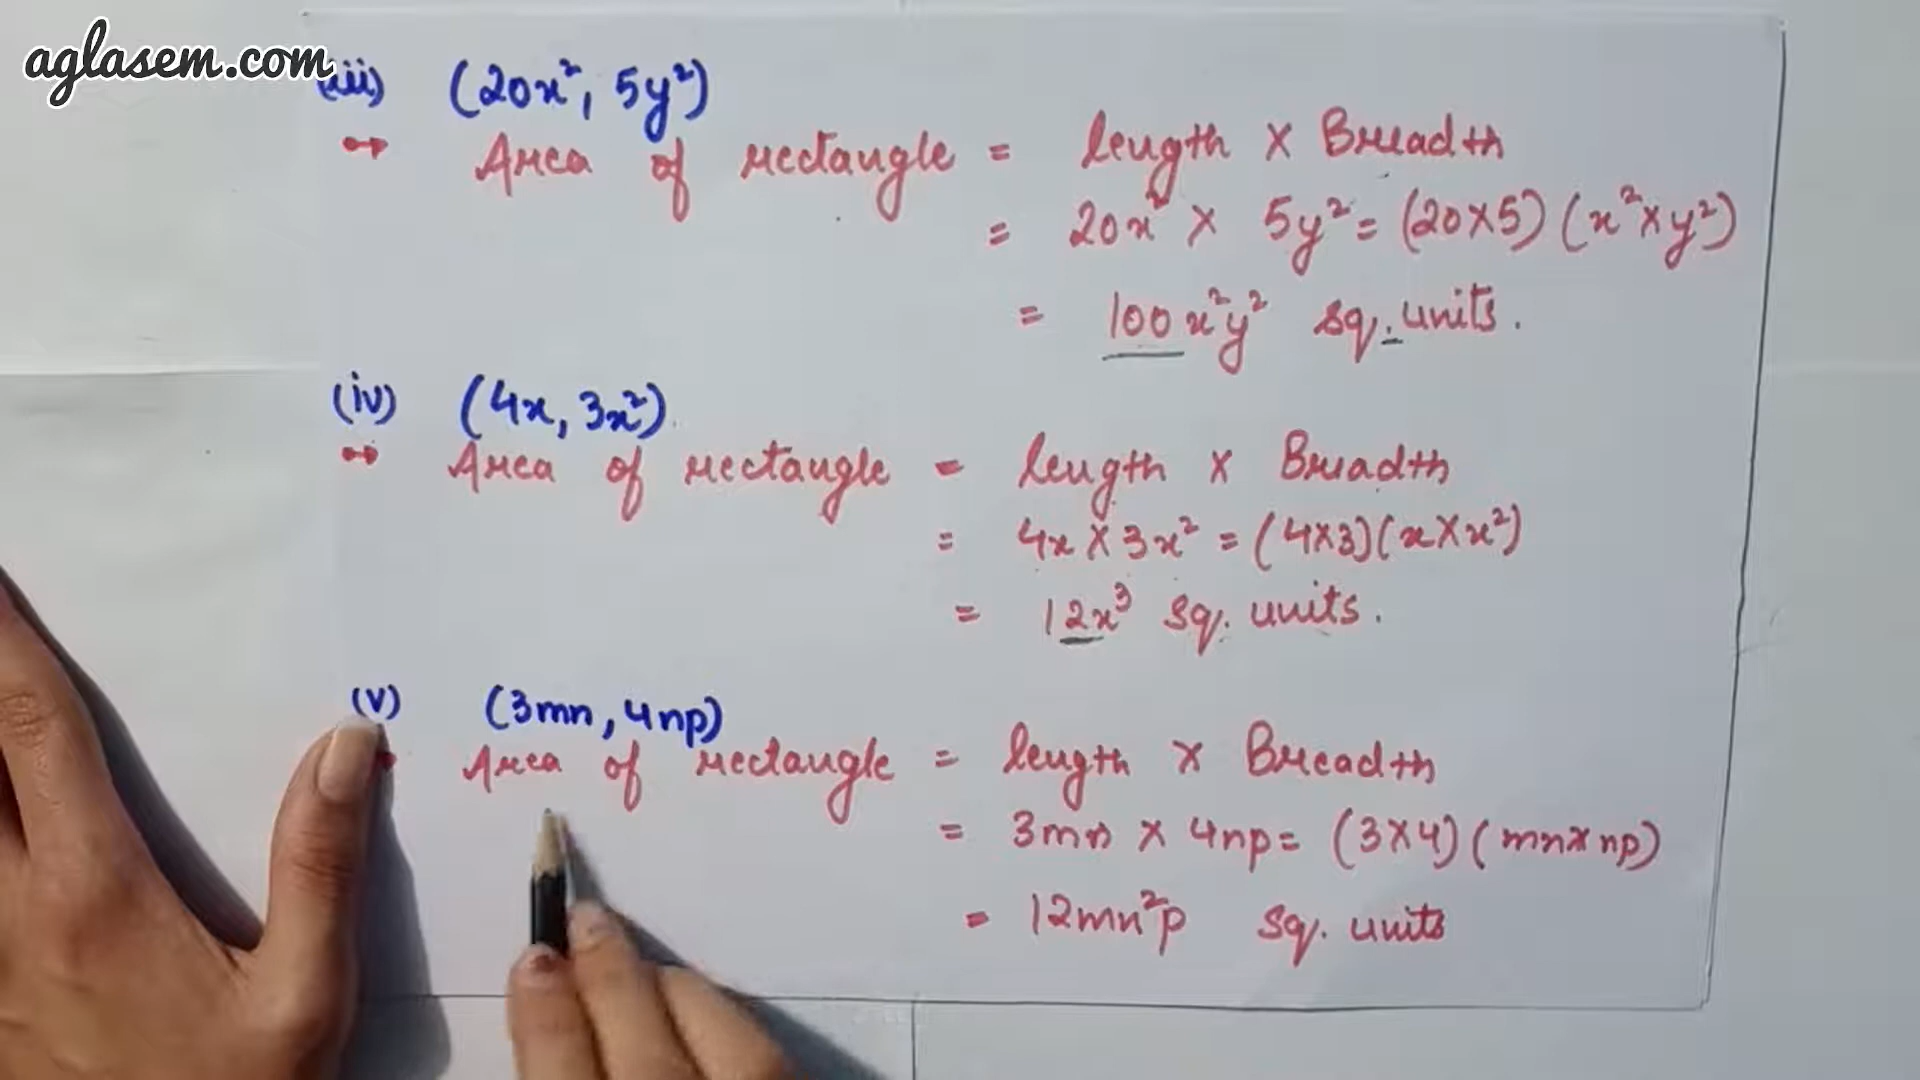 aglasem.com
(iii) (20x², 5y²)
Area of rectangle = length × Breadth
= 20x² × 5y² = (20×5) (x²×y²)
= 100x²y² sq. units.
(iv) (4x, 3x²)
Area of rectangle = length × Breadth
= 4x × 3x² = (4×3)(x×x²)
= 12x³ sq. units.
(v) (3mn, 4np)
Area of rectangle = length × Breadth
= 3mn × 4np = (3×4)(mn×np)
= 12mn²p sq. units